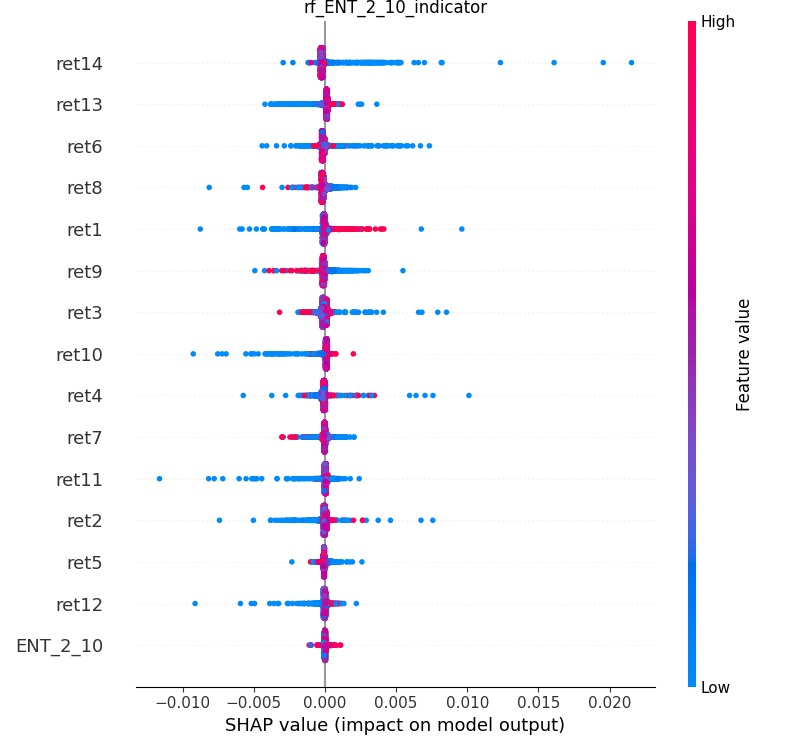 rf_ENT_2_10_indicator
High
ret14
ret13
ret6
ret8
ret1
ret9
ret3
ret10
ret4
ret7
ret11
ret2
ret5
ret12
ENT_2_10
Feature value
Low
−0.010 −0.005 0.000 0.005 0.010 0.015 0.020
SHAP value (impact on model output)